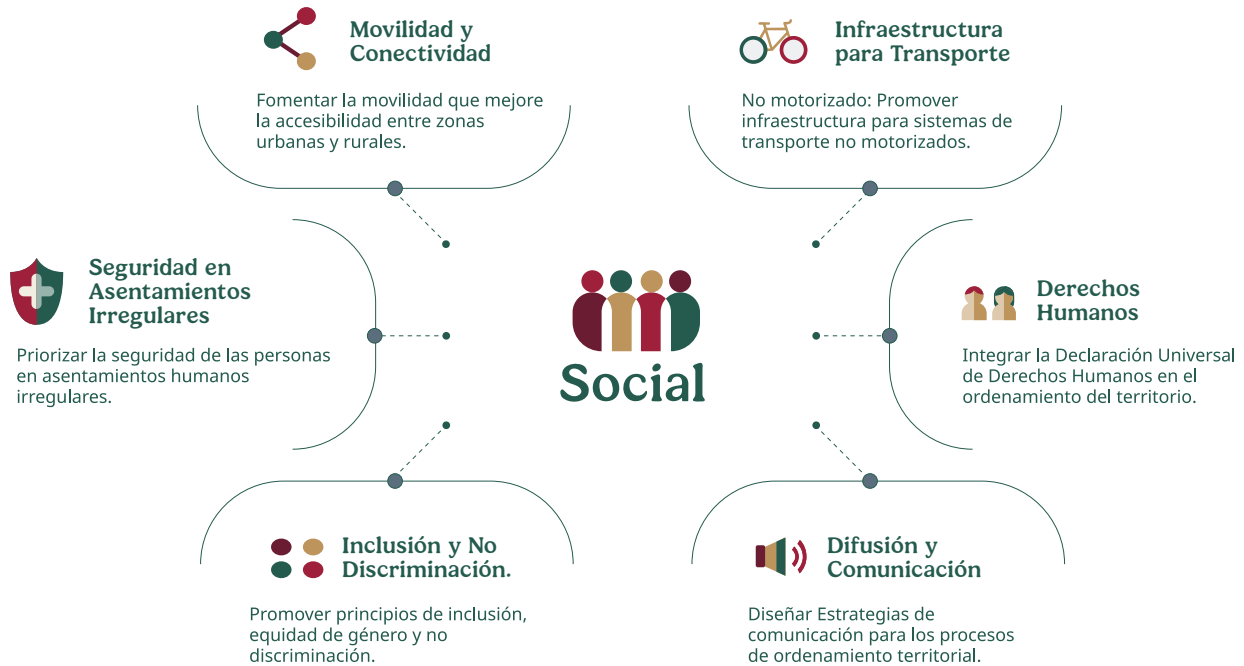 Movilidad y
Conectividad
Fomentar la movilidad que mejore
la accesibilidad entre zonas
urbanas y rurales.
Infraestructura
para Transporte
No motorizado: Promover
infraestructura para sistemas de
transporte no motorizados.
Seguridad en
Asentamientos
Irregulares
Priorizar la seguridad de las personas
en asentamientos humanos
irregulares.
Social
Derechos
Humanos
Integrar la Declaración Universal
de Derechos Humanos en el
ordenamiento del territorio.
Inclusión y No
Discriminación.
Promover principios de inclusión,
equidad de género y no
discriminación.
Difusión y
Comunicación
Diseñar Estrategias de
comunicación para los procesos
de ordenamiento territorial.